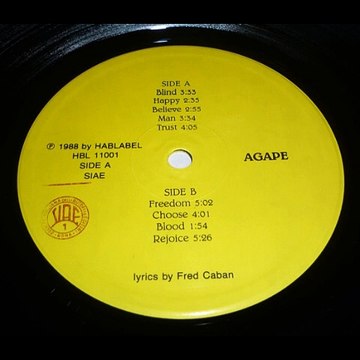 SIDE A
Blind 3:33
Happy 2:35
Believe 2:55
Man 3:34
Trust 4:05
℗ 1988 by HABLABEL
HBL 11001
SIDE A
SIAE
AGAPE
SIDE B
Freedom 5:02
Choose 4:01
Blood 1:54
Rejoice 5:26
lyrics by Fred Caban